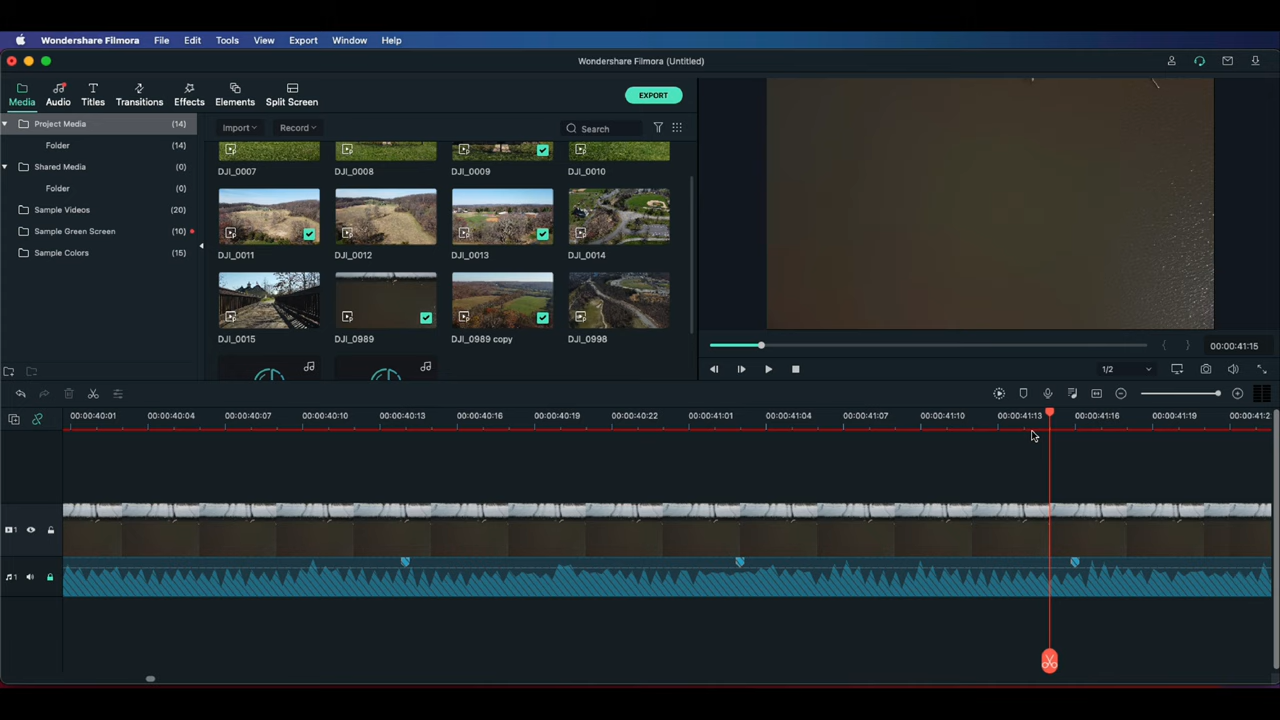 Wondershare Filmora File Edit Tools View Export Window Help
Wondershare Filmora (Untitled)
Media Audio Titles Transitions Effects Elements Split Screen
EXPORT
Project Media (14)
Folder (14)
Shared Media (0)
Folder (0)
Sample Videos (20)
Sample Green Screen (10)
Sample Colors (15)
Import Record Search
DJI_0007 DJI_0008 DJI_0009 DJI_0010
DJI_0011 DJI_0012 DJI_0013 DJI_0014
DJI_0015 DJI_0989 DJI_0989 copy DJI_0998
00:00:41:15
1/2
00:00:40:01 00:00:40:04 00:00:40:07 00:00:40:10 00:00:40:13 00:00:40:16 00:00:40:19 00:00:40:22 00:00:41:01 00:00:41:04 00:00:41:07 00:00:41:10 00:00:41:13 00:00:41:16 00:00:41:19 00:00:41:2
1
1